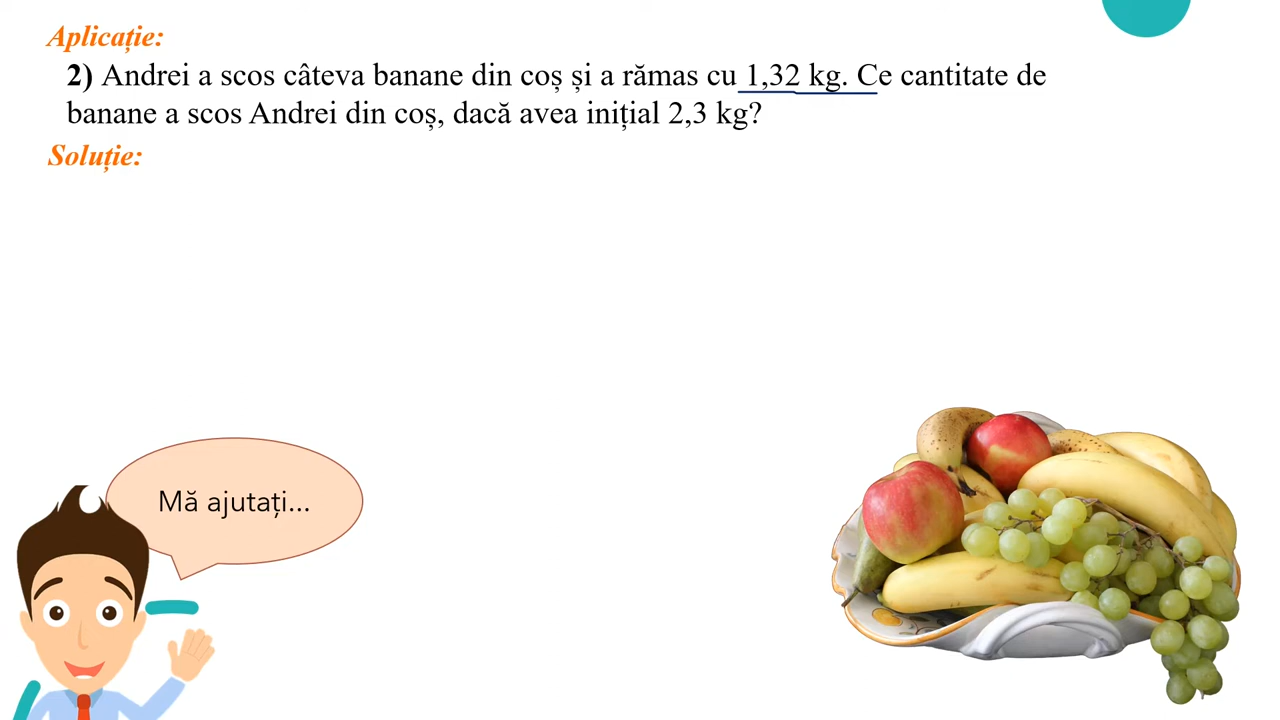 Aplicație:
2) Andrei a scos câteva banane din coș și a rămas cu 1,32 kg. Ce cantitate de
banane a scos Andrei din coș, dacă avea inițial 2,3 kg?
Soluție:
Mă ajutați...